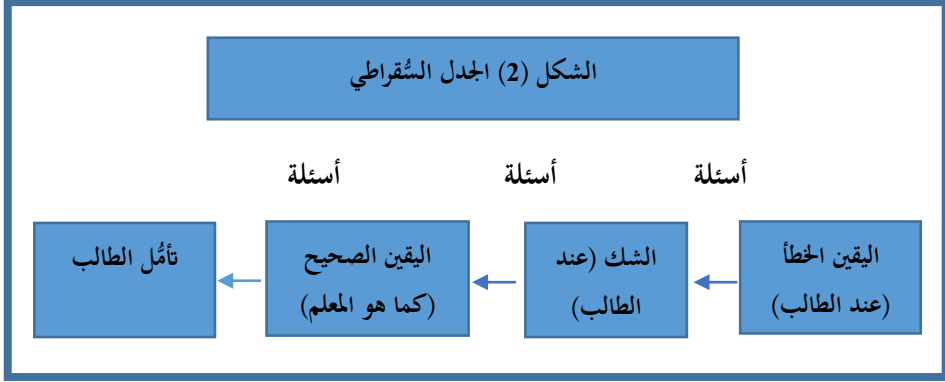 الشكل (2) الجدل السُّقراطي
أسئلة أسئلة أسئلة
اليقين الخطأ
(عند الطالب)
الشك (عند
الطالب)
اليقين الصحيح
(كما هو المعلم)
تأمُّل الطالب